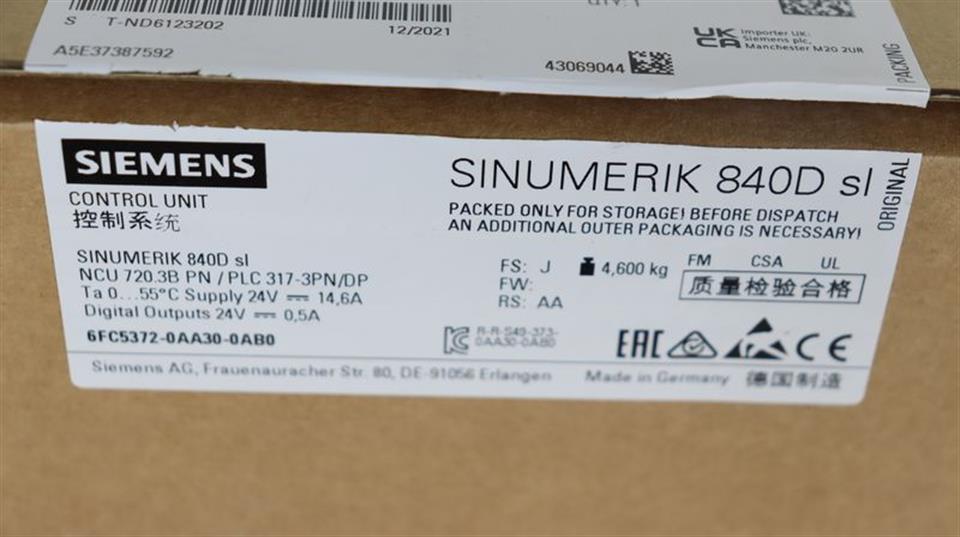 QTY: 1
S T-ND6123202
12/2021
A5E37387592
43069044
UK
CA
Importer UK:
Siemens plc,
Manchester M20 2UR
PACKING
SIEMENS
CONTROL UNIT
控制系统
SINUMERIK 840D sl
PACKED ONLY FOR STORAGE! BEFORE DISPATCH
AN ADDITIONAL OUTER PACKAGING IS NECESSARY!
ORIGINAL
SINUMERIK 840D sl
NCU 720.3B PN / PLC 317-3PN/DP
Ta 0...55°C Supply 24V 14,6A
Digital Outputs 24V 0,5A
6FC5372-0AA30-0AB0
FS: J 4,600 kg
FW:
RS: AA
FM CSA UL
质量检验合格
R-R-S49-373-
0AA30-0AB0
EAC
CE
Siemens AG, Frauenauracher Str. 80, DE-91056 Erlangen
Made in Germany 德国制造